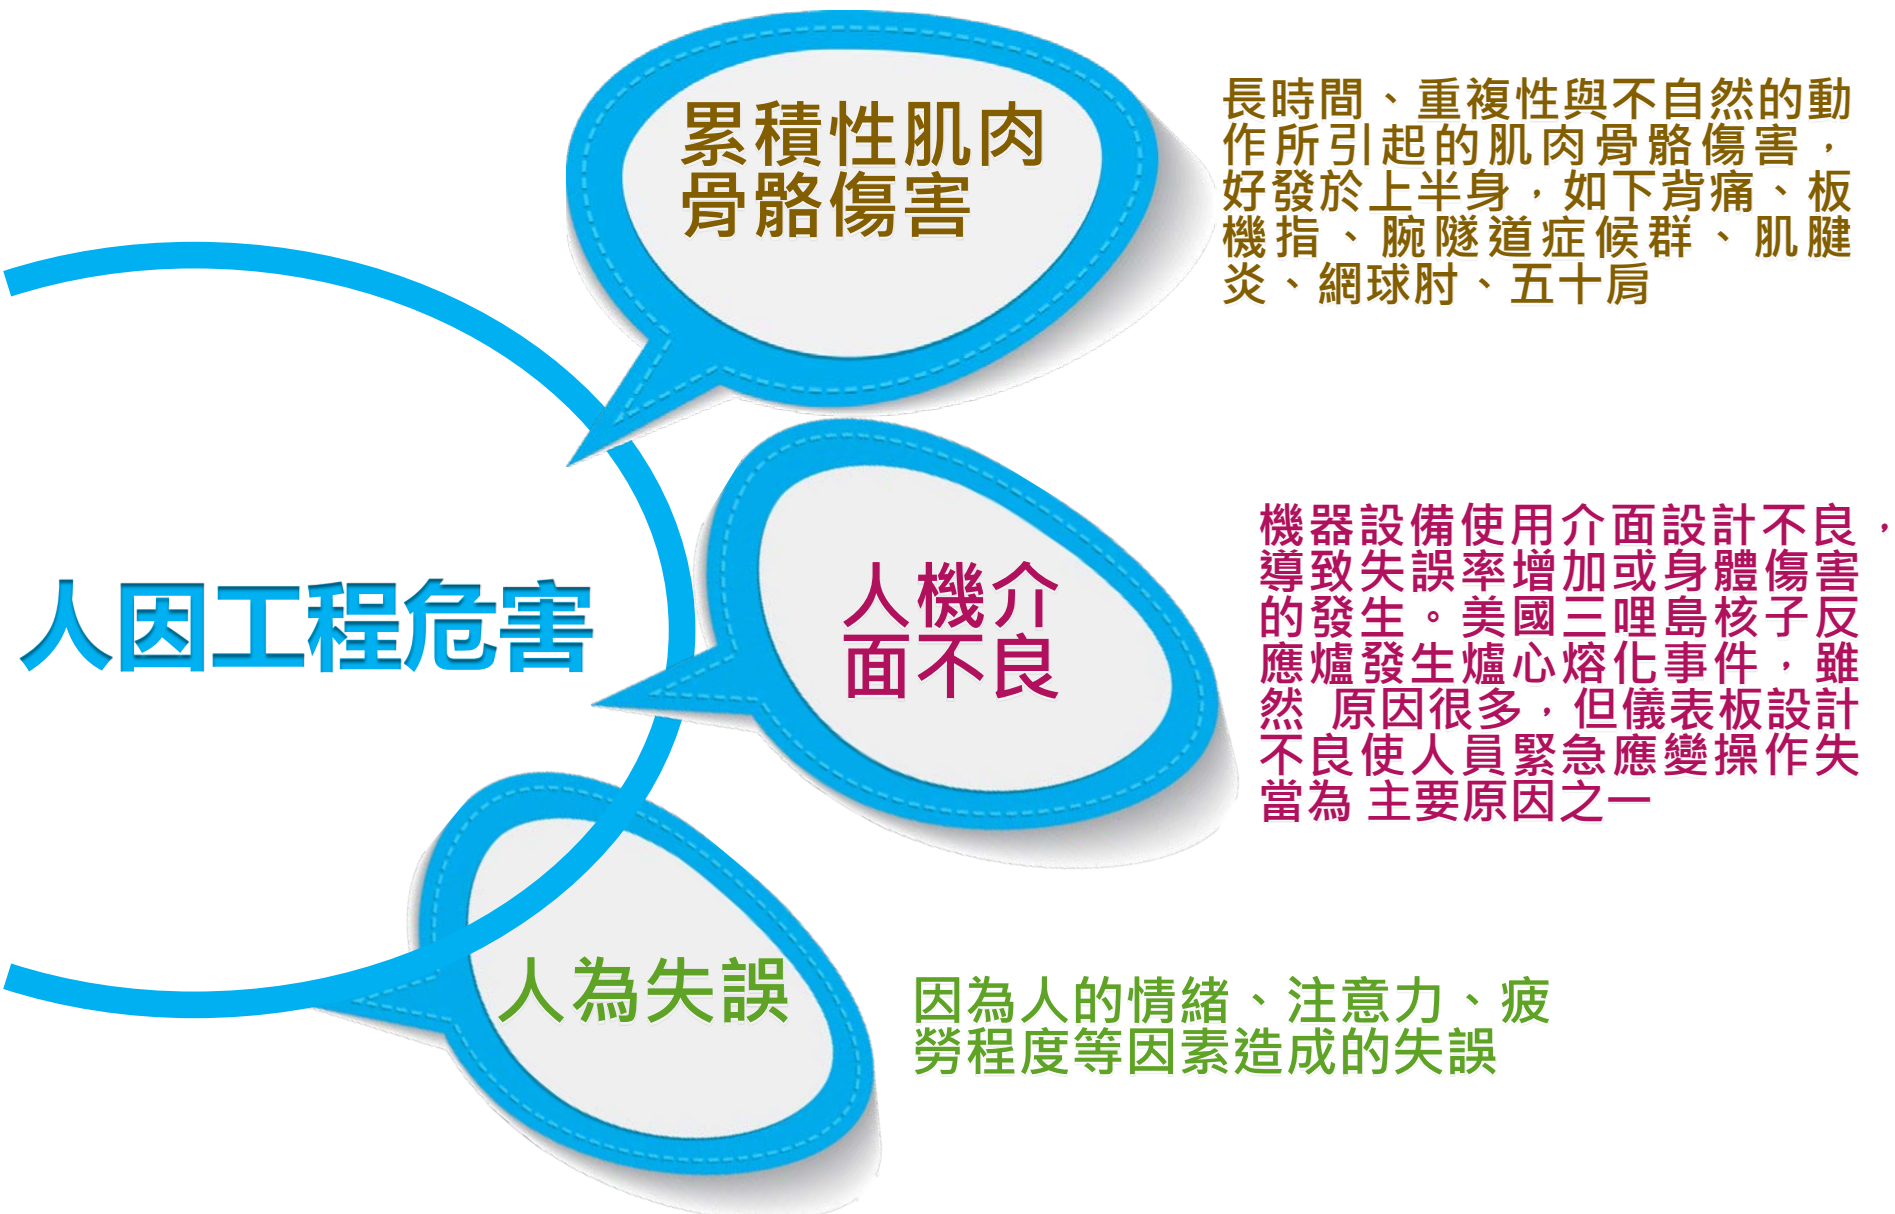 累積性肌肉
骨骼傷害
長時間、重複性與不自然的動
作所引起的肌肉骨骼傷害，
好發於上半身，如下背痛、板
機指、腕隧道症候群、肌腱
炎、網球肘、五十肩
人因工程危害
人機介
面不良
機器設備使用介面設計不良，
導致失誤率增加或身體傷害
的發生。美國三哩島核子反
應爐發生爐心熔化事件，雖
然 原因很多，但儀表板設計
不良使人員緊急應變操作失
當為 主要原因之一
人為失誤
因為人的情緒、注意力、疲
勞程度等因素造成的失誤